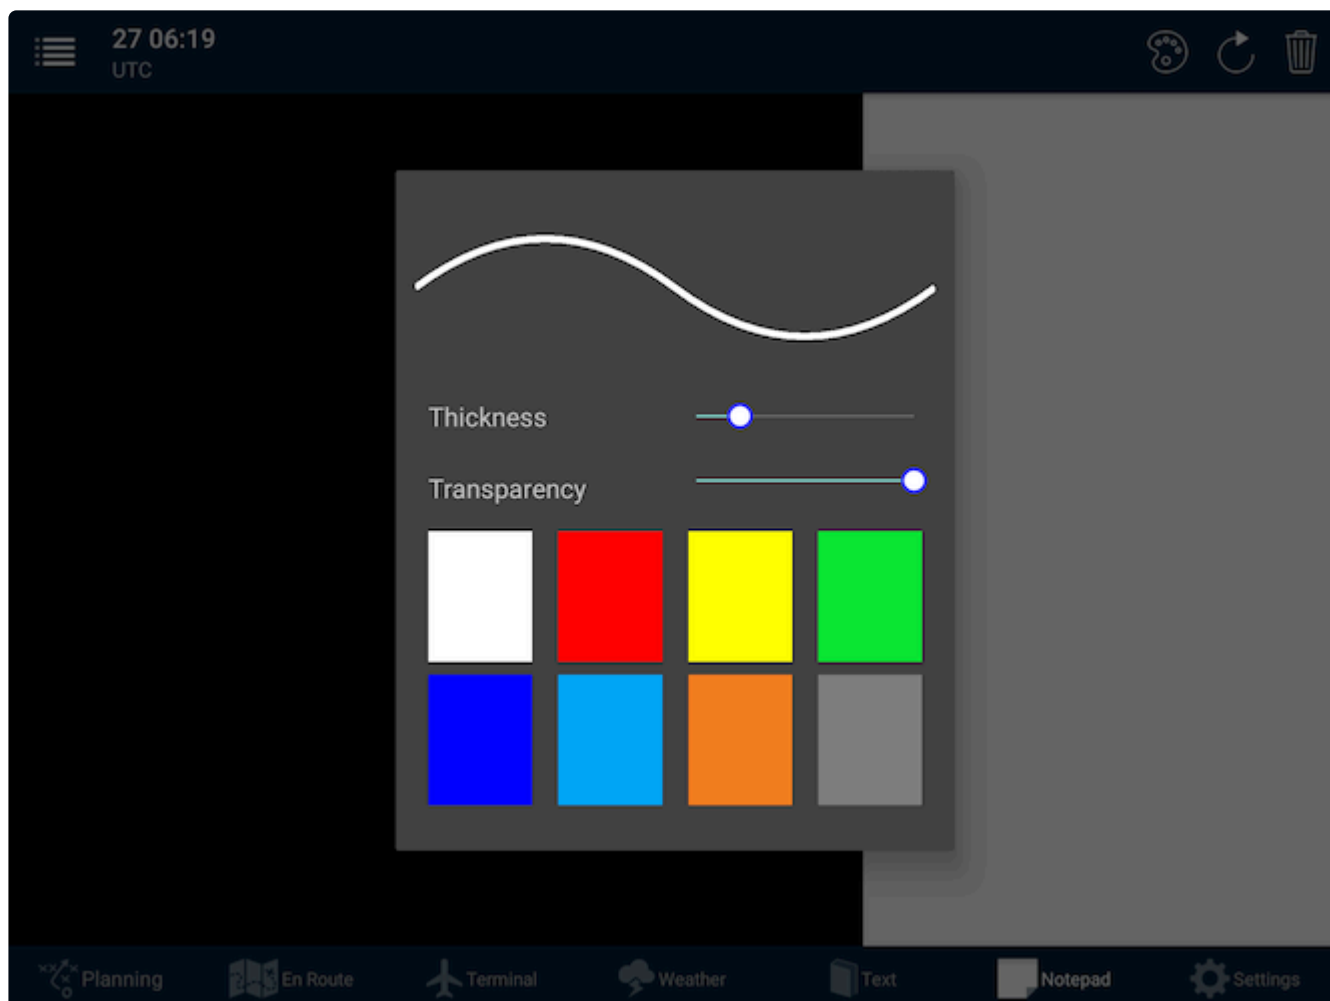 27 06:19
UTC
Thickness
Transparency
Planning
En Route
Terminal
Weather
Text
Notepad
Settings